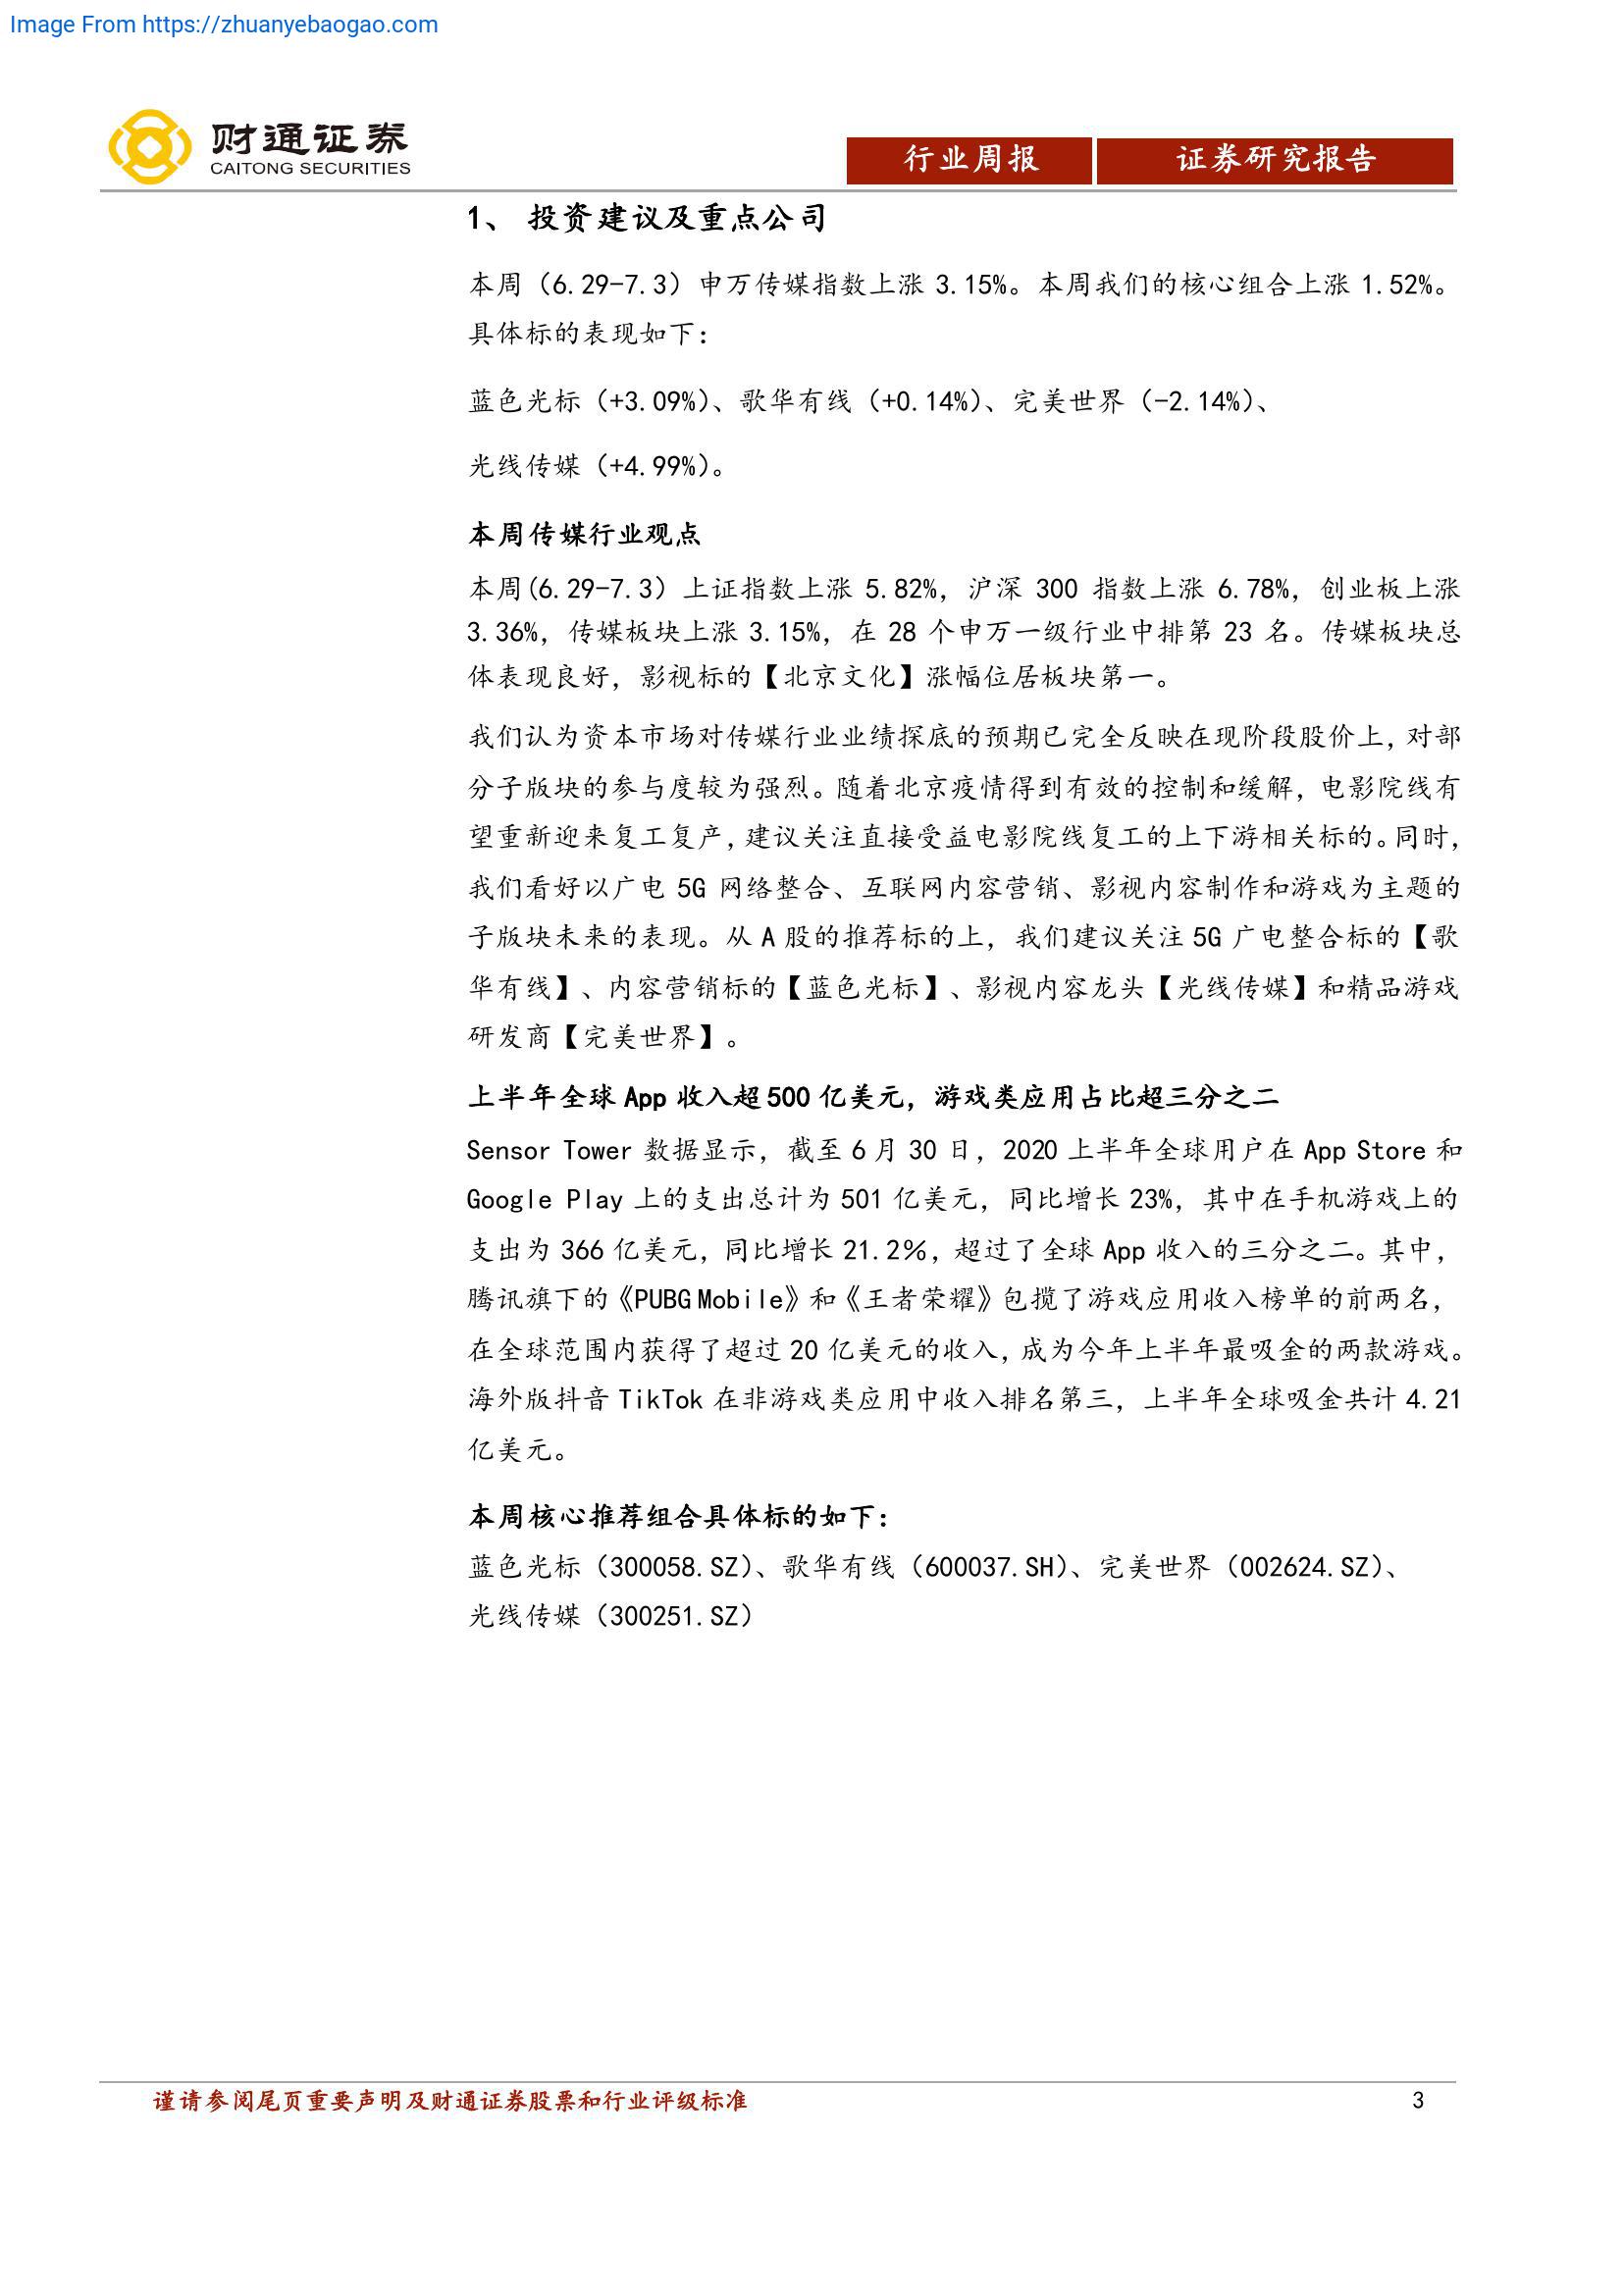 Image From https://zhuanyebaogao.com
财通证券
CAITONG SECURITIES
行业周报
证券研究报告
1、 投资建议及重点公司
本周（6.29-7.3）申万传媒指数上涨 3.15%。本周我们的核心组合上涨 1.52%。
具体标的表现如下：
蓝色光标（+3.09%）、歌华有线（+0.14%）、完美世界（-2.14%）、
光线传媒（+4.99%）。
本周传媒行业观点
本周(6.29-7.3）上证指数上涨 5.82%，沪深 300 指数上涨 6.78%，创业板上涨
3.36%，传媒板块上涨 3.15%，在 28 个申万一级行业中排第 23 名。传媒板块总
体表现良好，影视标的【北京文化】涨幅位居板块第一。
我们认为资本市场对传媒行业业绩探底的预期已完全反映在现阶段股价上，对部
分子版块的参与度较为强烈。随着北京疫情得到有效的控制和缓解，电影院线有
望重新迎来复工复产，建议关注直接受益电影院线复工的上下游相关标的。同时，
我们看好以广电 5G 网络整合、互联网内容营销、影视内容制作和游戏为主题的
子版块未来的表现。从 A 股的推荐标的上，我们建议关注 5G 广电整合标的【歌
华有线】、内容营销标的【蓝色光标】、影视内容龙头【光线传媒】和精品游戏
研发商【完美世界】。
上半年全球 App 收入超 500 亿美元，游戏类应用占比超三分之二
Sensor Tower 数据显示，截至 6 月 30 日，2020 上半年全球用户在 App Store 和
Google Play 上的支出总计为 501 亿美元，同比增长 23%，其中在手机游戏上的
支出为 366 亿美元，同比增长 21.2％，超过了全球 App 收入的三分之二。其中，
腾讯旗下的《PUBG Mobile》和《王者荣耀》包揽了游戏应用收入榜单的前两名，
在全球范围内获得了超过 20 亿美元的收入，成为今年上半年最吸金的两款游戏。
海外版抖音 TikTok 在非游戏类应用中收入排名第三，上半年全球吸金共计 4.21
亿美元。
本周核心推荐组合具体标的如下：
蓝色光标（300058.SZ）、歌华有线（600037.SH）、完美世界（002624.SZ）、
光线传媒（300251.SZ）
谨请参阅尾页重要声明及财通证券股票和行业评级标准
3